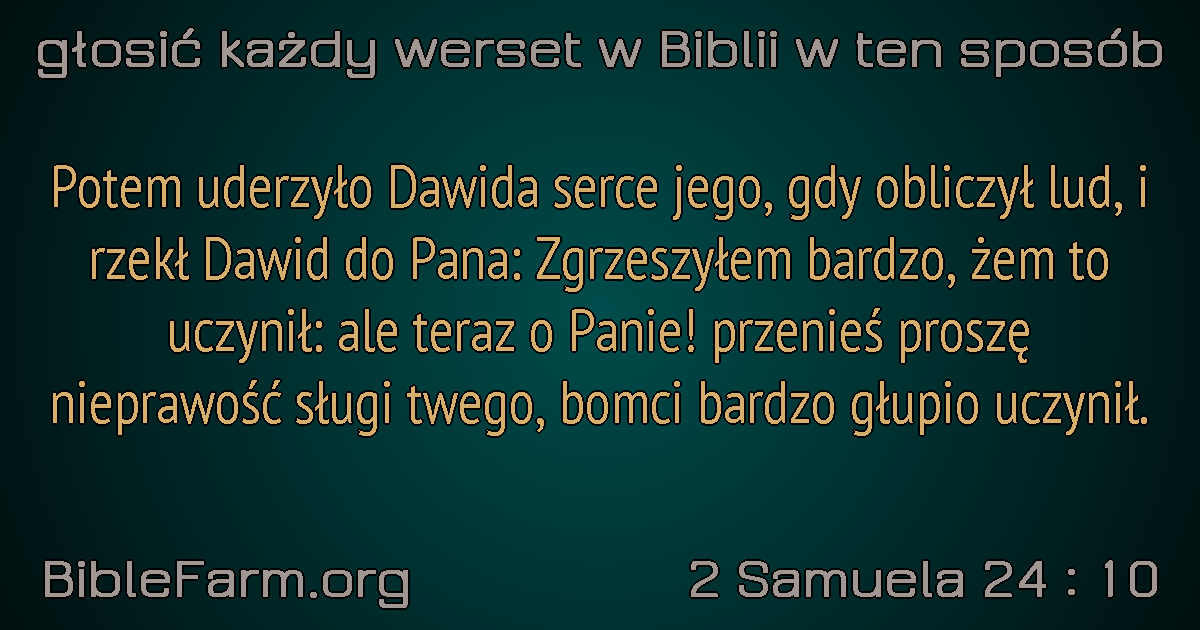 głosić każdy werset w Biblii w ten sposób
Potem uderzyło Dawida serce jego, gdy obliczył lud, i
rzekł Dawid do Pana: Zgrzeszyłem bardzo, żem to
uczynił: ale teraz o Panie! przenieś proszę
nieprawość sługi twego, bomci bardzo głupio uczynił.
BibleFarm.org
2 Samuela 24 : 10